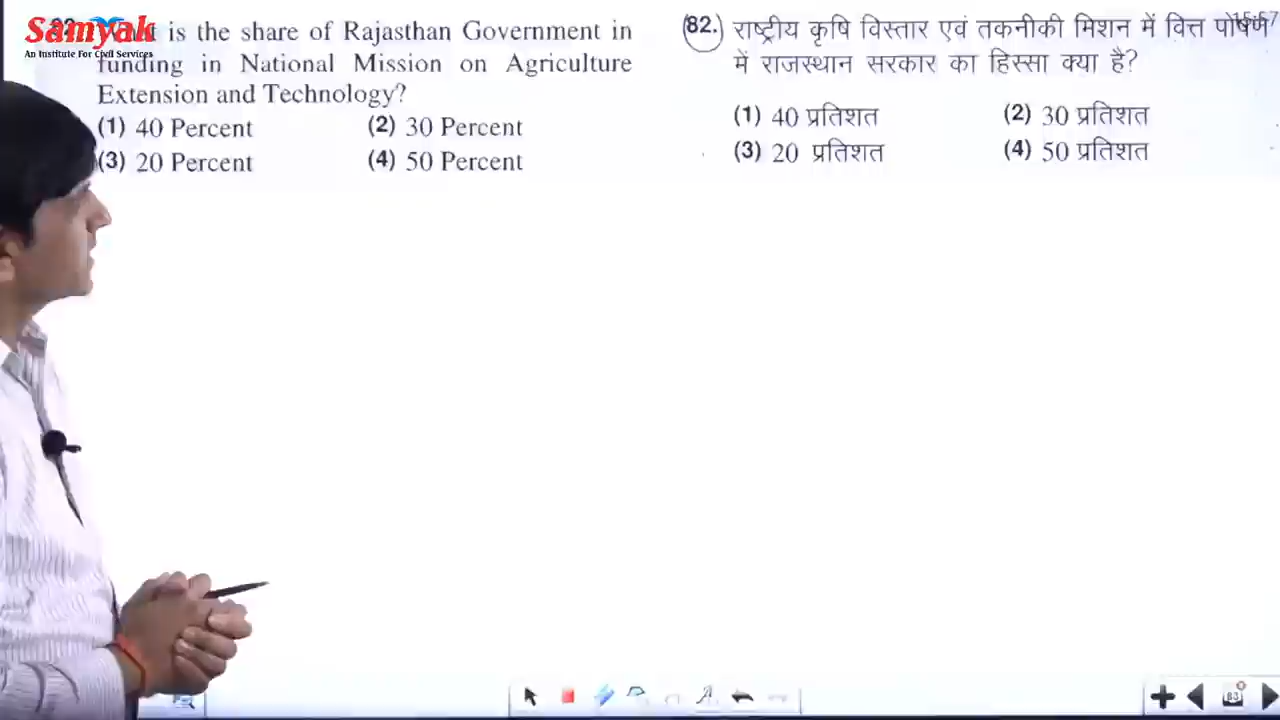 Samyak
An Institute For Civil Services
is the share of Rajasthan Government in
funding in National Mission on Agriculture
Extension and Technology?
(1) 40 Percent (2) 30 Percent
(3) 20 Percent (4) 50 Percent
82. राष्ट्रीय कृषि विस्तार एवं तकनीकी मिशन में वित्त पोषण
में राजस्थान सरकार का हिस्सा क्या है?
(1) 40 प्रतिशत (2) 30 प्रतिशत
(3) 20 प्रतिशत (4) 50 प्रतिशत
83